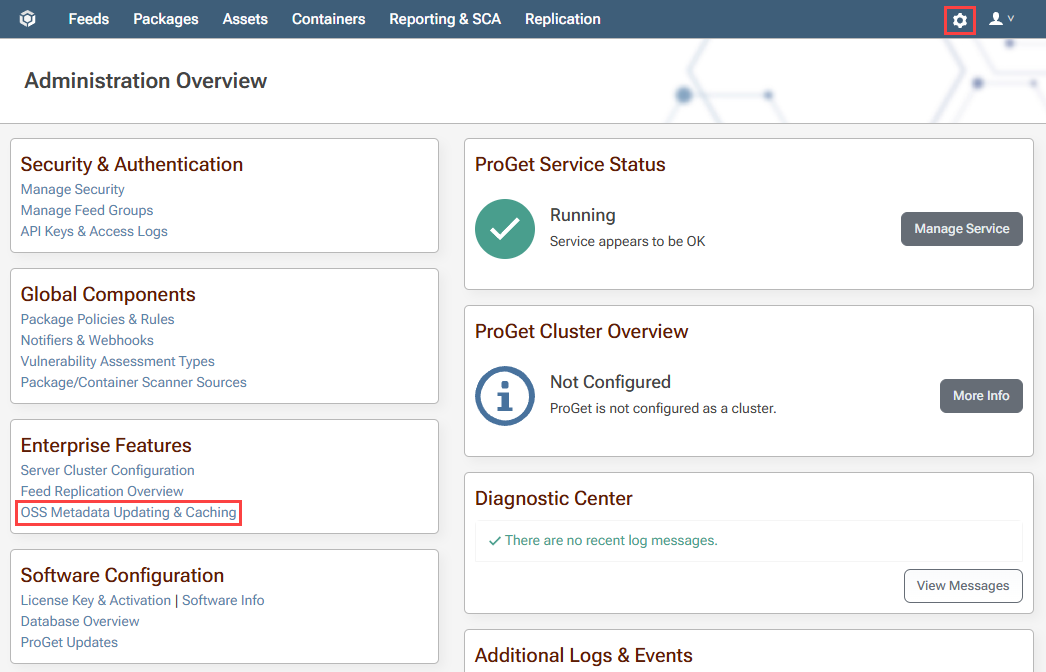 Feeds Packages Assets Containers Reporting & SCA Replication
Administration Overview
Security & Authentication
Manage Security
Manage Feed Groups
API Keys & Access Logs
Global Components
Package Policies & Rules
Notifiers & Webhooks
Vulnerability Assessment Types
Package/Container Scanner Sources
Enterprise Features
Server Cluster Configuration
Feed Replication Overview
OSS Metadata Updating & Caching
Software Configuration
License Key & Activation | Software Info
Database Overview
ProGet Updates
ProGet Service Status
Running
Service appears to be OK
Manage Service
ProGet Cluster Overview
Not Configured
ProGet is not configured as a cluster.
More Info
Diagnostic Center
There are no recent log messages.
View Messages
Additional Logs & Events